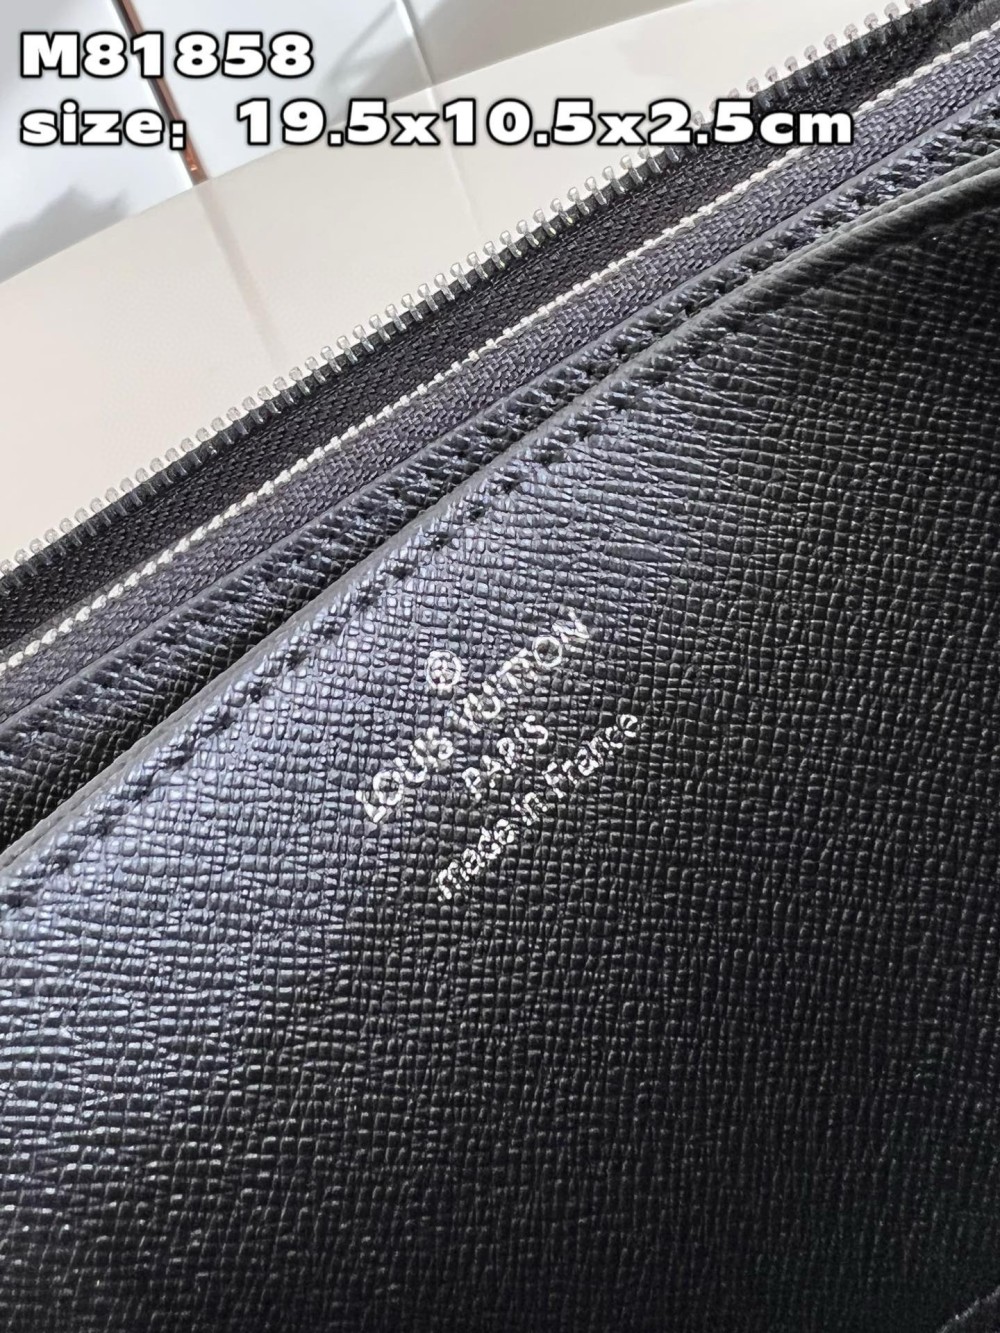 M81858
size: 19.5x10.5x2.5cm
LOUIS VUITTON
PARIS
made in France